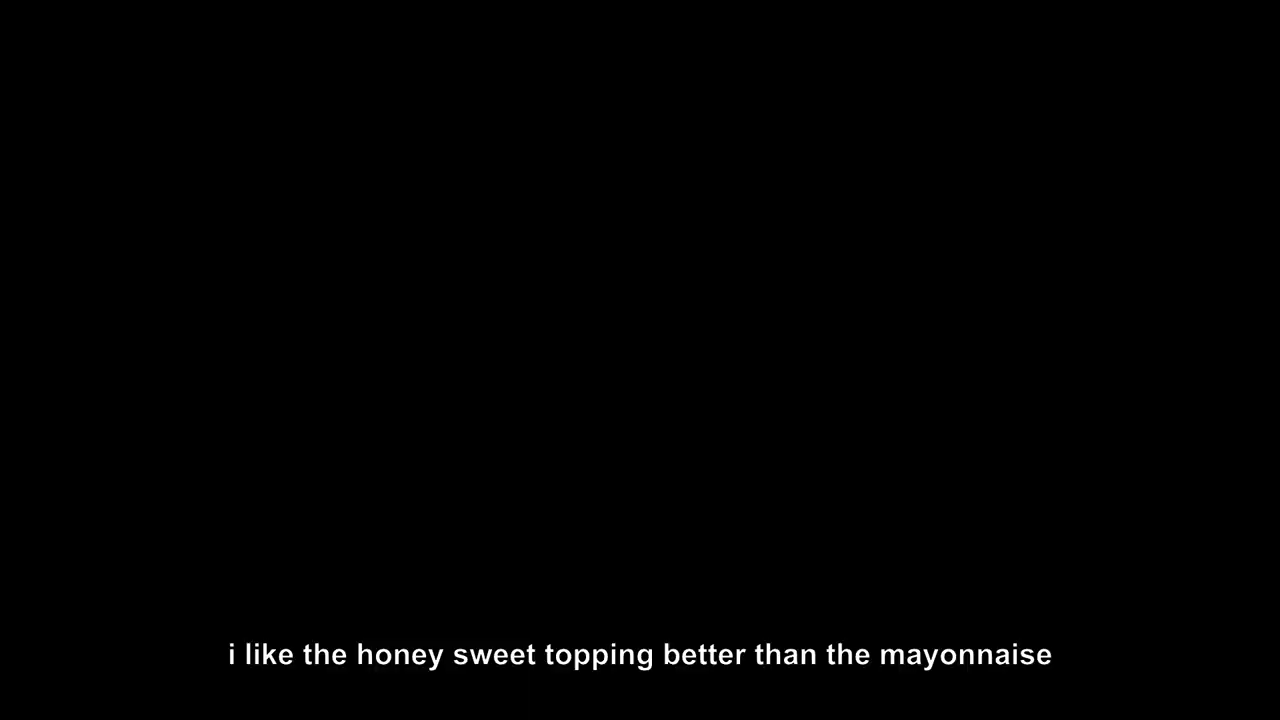 i like the honey sweet topping better than the mayonnaise